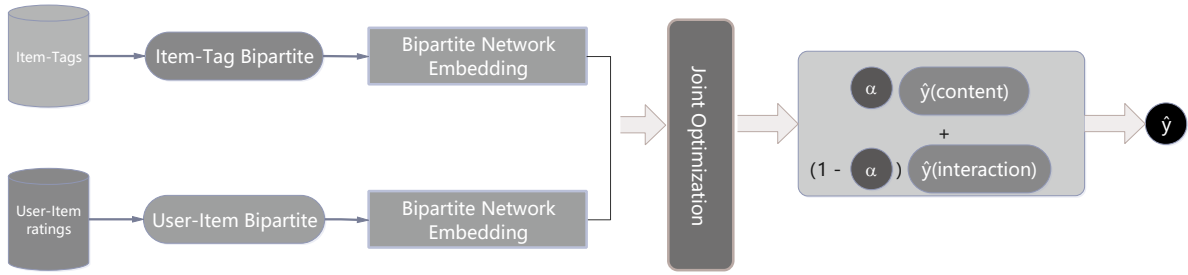 Item-Tags
Item-Tag Bipartite
Bipartite Network
Embedding
User-Item
ratings
User-Item Bipartite
Bipartite Network
Embedding
Joint Optimization
α ŷ(content)
+
(1 - α ) ŷ(interaction)
ŷ